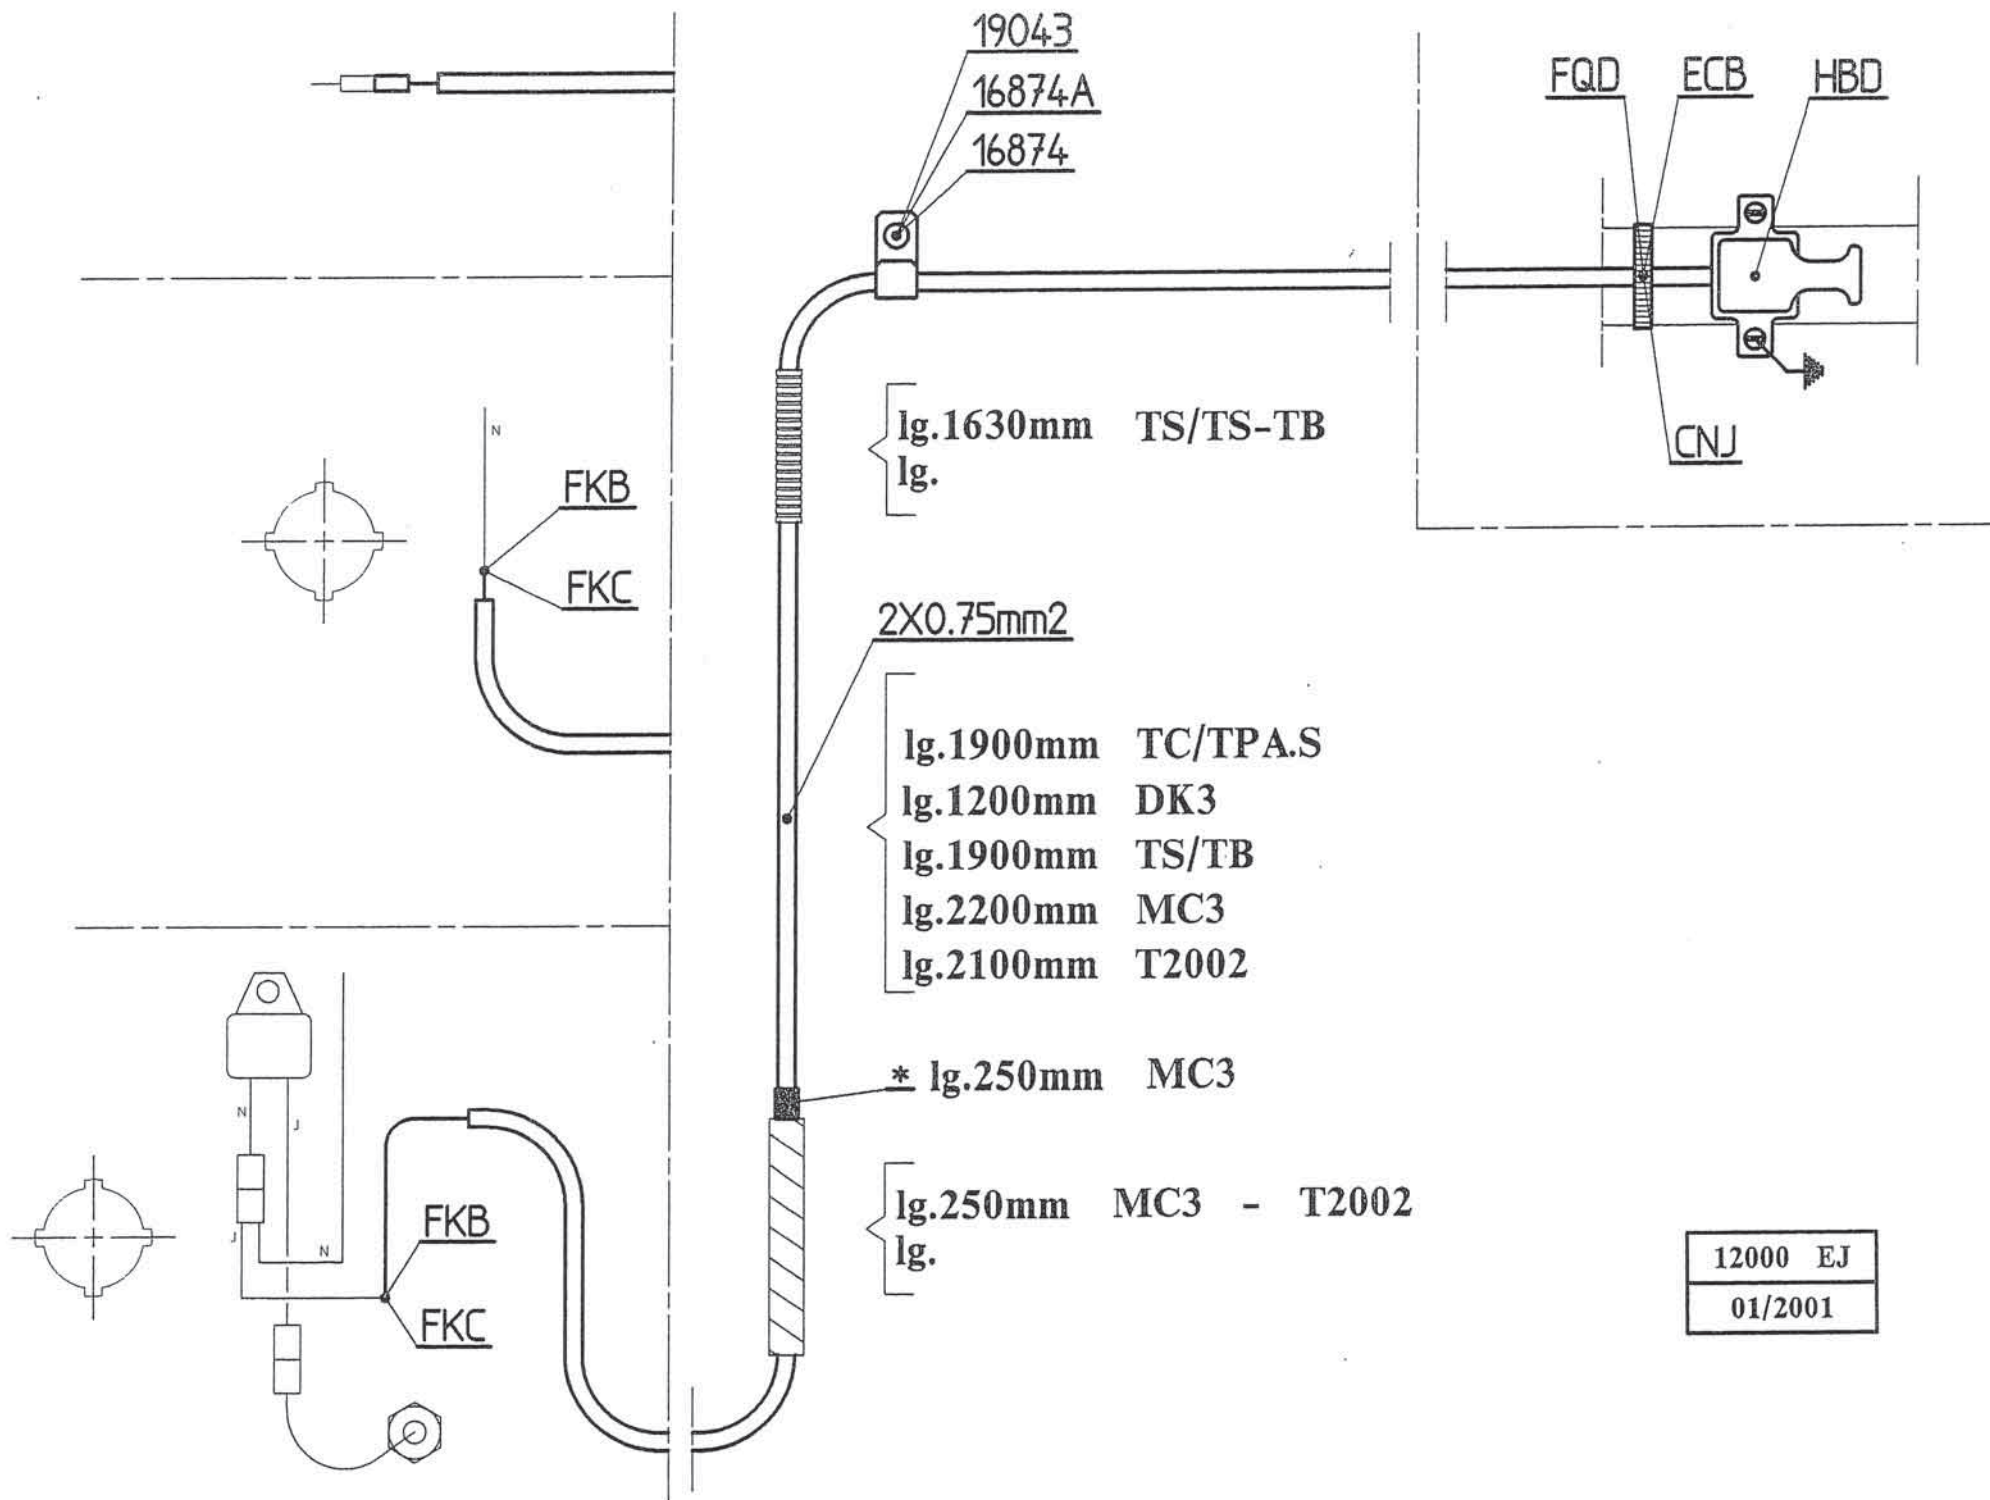 19043
16874A
16874
FQD
ECB
HBD
CNJ
lg.1630mm TS/TS-TB
lg.
N
FKB
FKC
2X0.75mm2
lg.1900mm TC/TPA.S
lg.1200mm DK3
lg.1900mm TS/TB
lg.2200mm MC3
lg.2100mm T2002
* lg.250mm MC3
N
J
lg.250mm MC3 - T2002
lg.
J
N
FKB
FKC
12000 EJ
01/2001